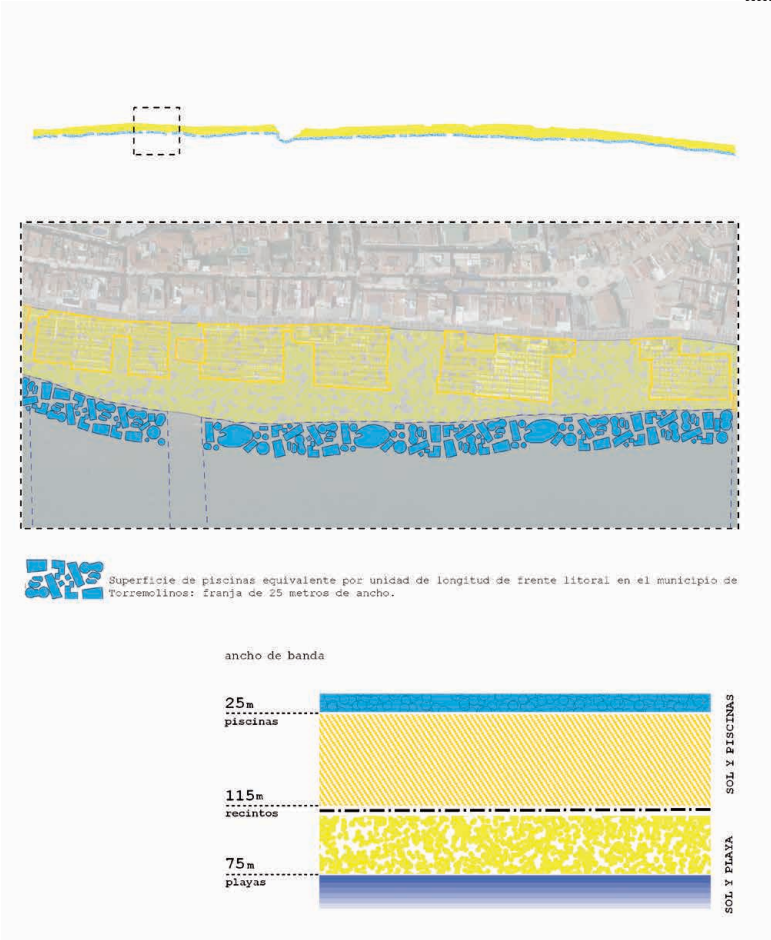 Superficie de piscinas equivalente por unidad de longitud de frente litoral en el municipio de
Torremolinos: franja de 25 metros de ancho.
ancho de banda
25m
piscinas
115m
recintos
75m
playas
SOL Y PISCINAS
SOL Y PLAYA